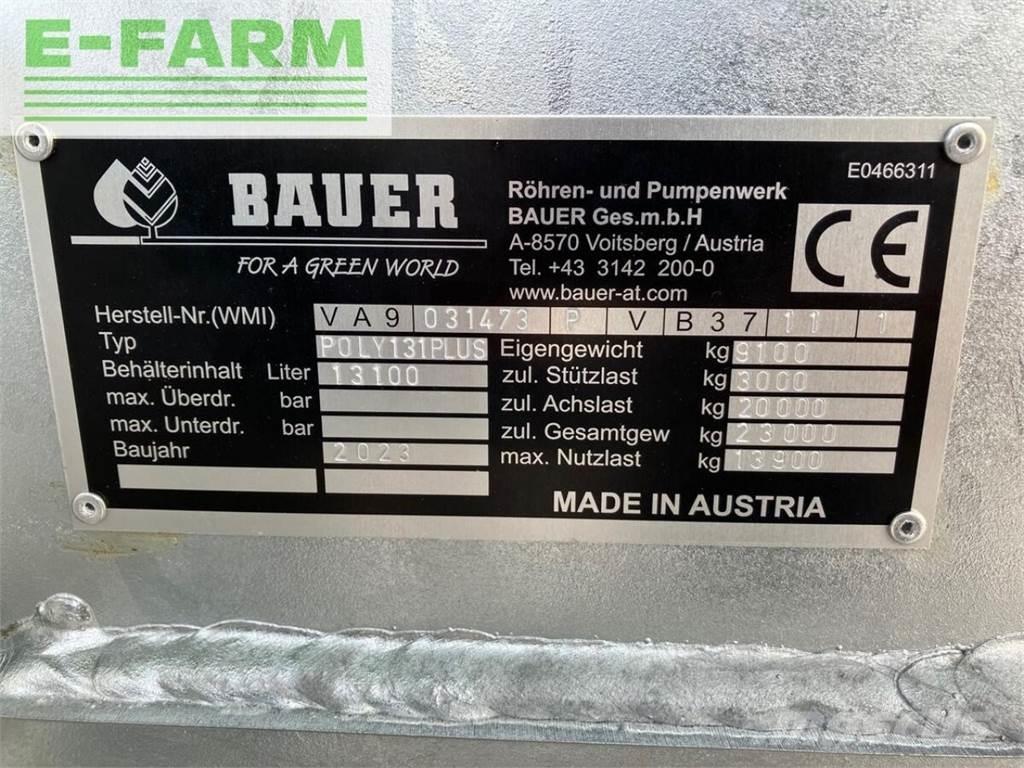 E-FARM
BAUER
FOR A GREEN WORLD
Röhren- und Pumpenwerk
BAUER Ges.m.b.H
A-8570 Voitsberg / Austria
Tel. +43 3142 200-0
www.bauer-at.com
E0466311
CE
Herstell-Nr.(WMI) VA9 031473 P V B37 11 1
Typ POLY131PLUS
Behälterinhalt Liter 13100
max. Überdr. bar
max. Unterdr. bar
Baujahr 2023
Eigengewicht kg 9100
zul. Stützlast kg 3000
zul. Achslast kg 20000
zul. Gesamtgew kg 23000
max. Nutzlast kg 13900
MADE IN AUSTRIA